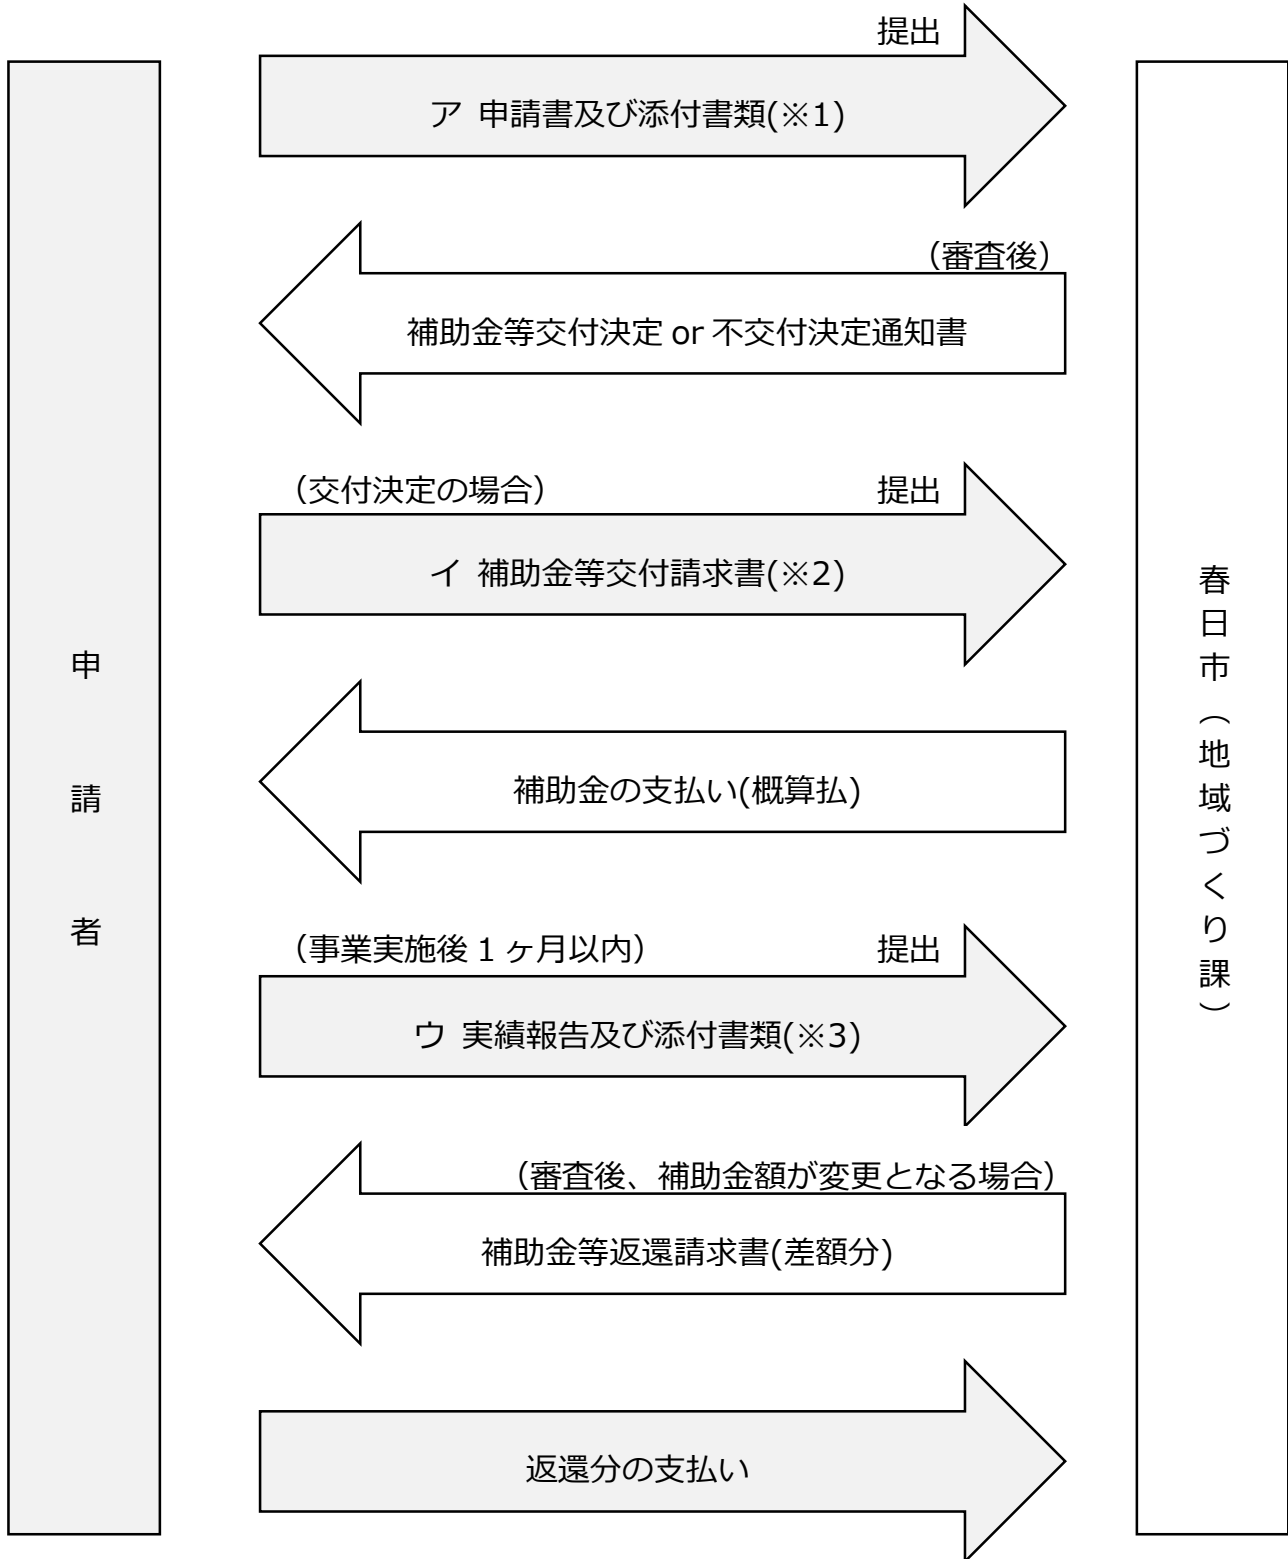 提出
ア 申請書及び添付書類(※1)
（審査後）
補助金等交付決定 or 不交付決定通知書
（交付決定の場合）
提出
イ 補助金等交付請求書(※2)
補助金の支払い(概算払)
（事業実施後 1 ヶ月以内）
提出
ウ 実績報告及び添付書類(※3)
（審査後、補助金額が変更となる場合）
補助金等返還請求書(差額分)
返還分の支払い
申請者
春日市（地域づくり課）